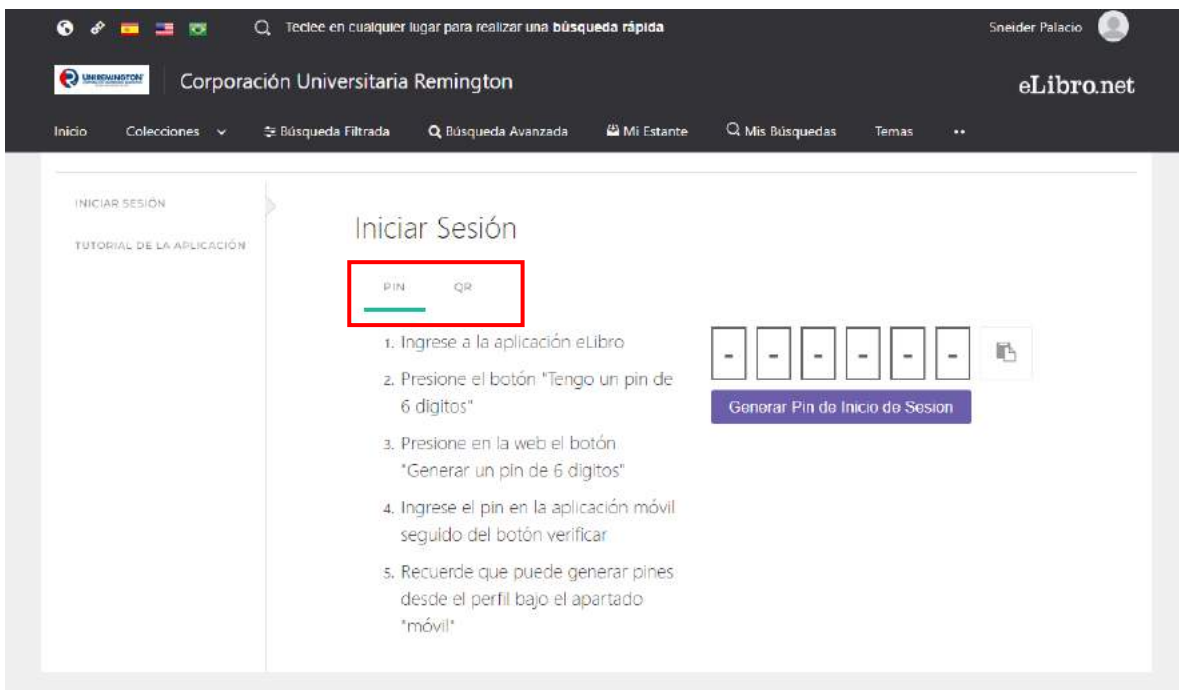 Teclee en cualquier lugar para realizar una búsqueda rápida
Sneider Palacio
UNIREMINGTON
Corporación Universitaria Remington
eLibro.net
Inicio
Colecciones
Búsqueda Filtrada
Búsqueda Avanzada
Mi Estante
Mis Búsquedas
Temas
INICIAR SESIÓN
TUTORIAL DE LA APLICACIÓN
Iniciar Sesión
PIN
QR
1. Ingrese a la aplicación eLibro
2. Presione el botón "Tengo un pin de
6 digitos"
3. Presione en la web el botón
"Generar un pin de 6 digitos"
4. Ingrese el pin en la aplicación móvil
seguido del botón verificar
5. Recuerde que puede generar pines
desde el perfil bajo el apartado
"móvil"
- - - - - -
Generar Pin de Inicio de Sesion